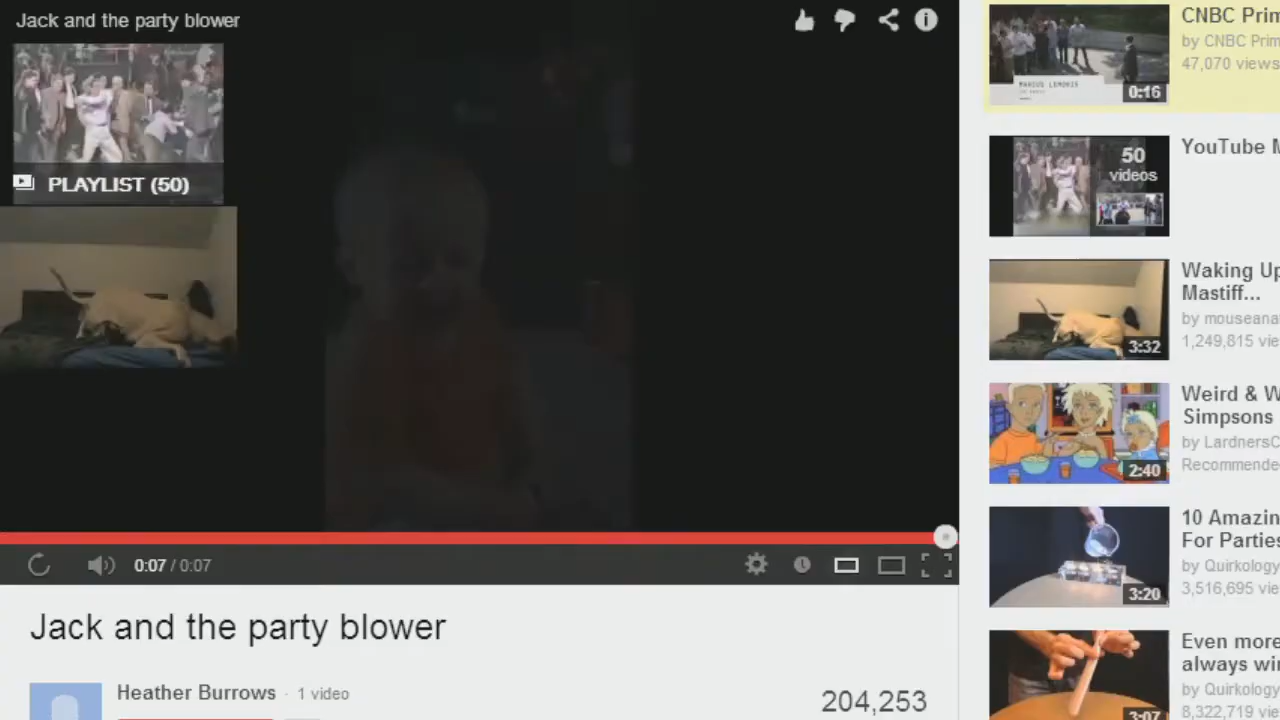 Jack and the party blower
PLAYLIST (50)
0:07 / 0:07
Jack and the party blower
Heather Burrows · 1 video
204,253
CNBC Prim
by CNBC Prim
47,070 views
MARCUS LEMONIS
0:16
50
videos
YouTube M
Waking Up
Mastiff...
by mouseana
1,249,815 vie
3:32
Weird & W
Simpsons
by LardnersC
Recommende
2:40
10 Amazin
For Parties
by Quirkology
3,516,695 vie
3:20
Even more
always win
by Quirkology
8,322,719 vie
3:07